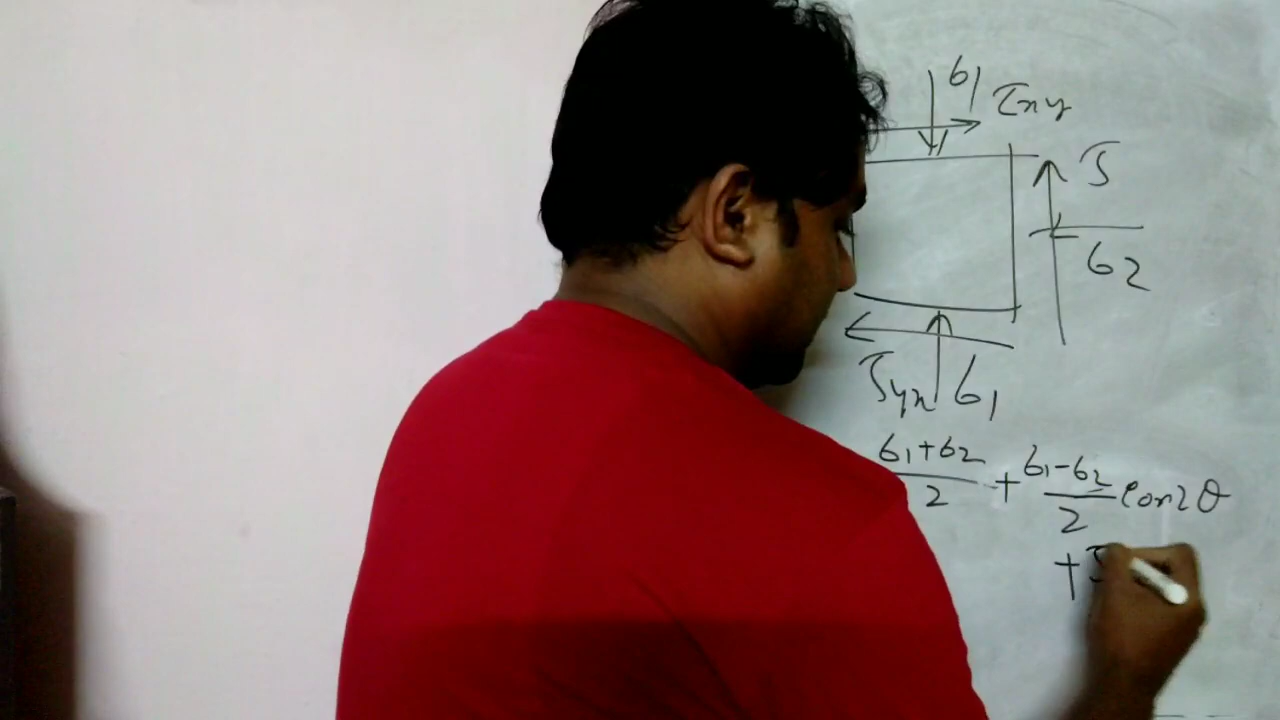 σ1 τxy
τ
σ2
τyx σ1
σ1+σ2/2 + σ1-σ2/2 cos2θ
+τ